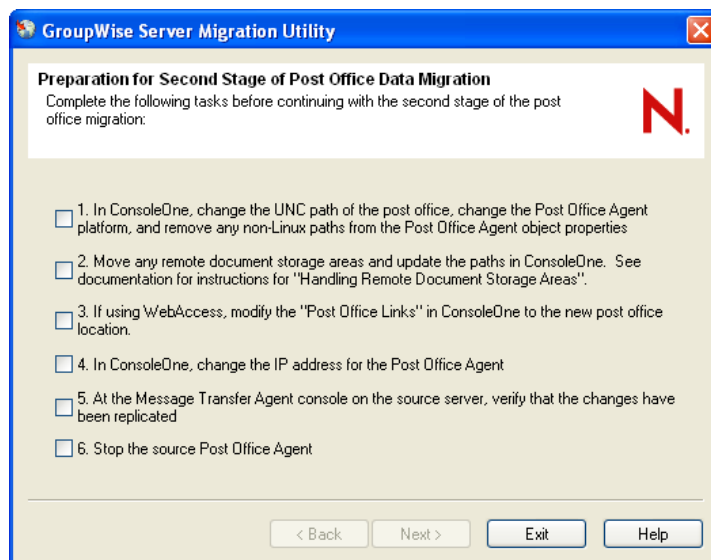 GroupWise Server Migration Utility
Preparation for Second Stage of Post Office Data Migration
Complete the following tasks before continuing with the second stage of the post
office migration:
N.
1. In ConsoleOne, change the UNC path of the post office, change the Post Office Agent
platform, and remove any non-Linux paths from the Post Office Agent object properties
2. Move any remote document storage areas and update the paths in ConsoleOne. See
documentation for instructions for "Handling Remote Document Storage Areas".
3. If using WebAccess, modify the "Post Office Links" in ConsoleOne to the new post office
location.
4. In ConsoleOne, change the IP address for the Post Office Agent
5. At the Message Transfer Agent console on the source server, verify that the changes have
been replicated
6. Stop the source Post Office Agent
< Back
Next >
Exit
Help